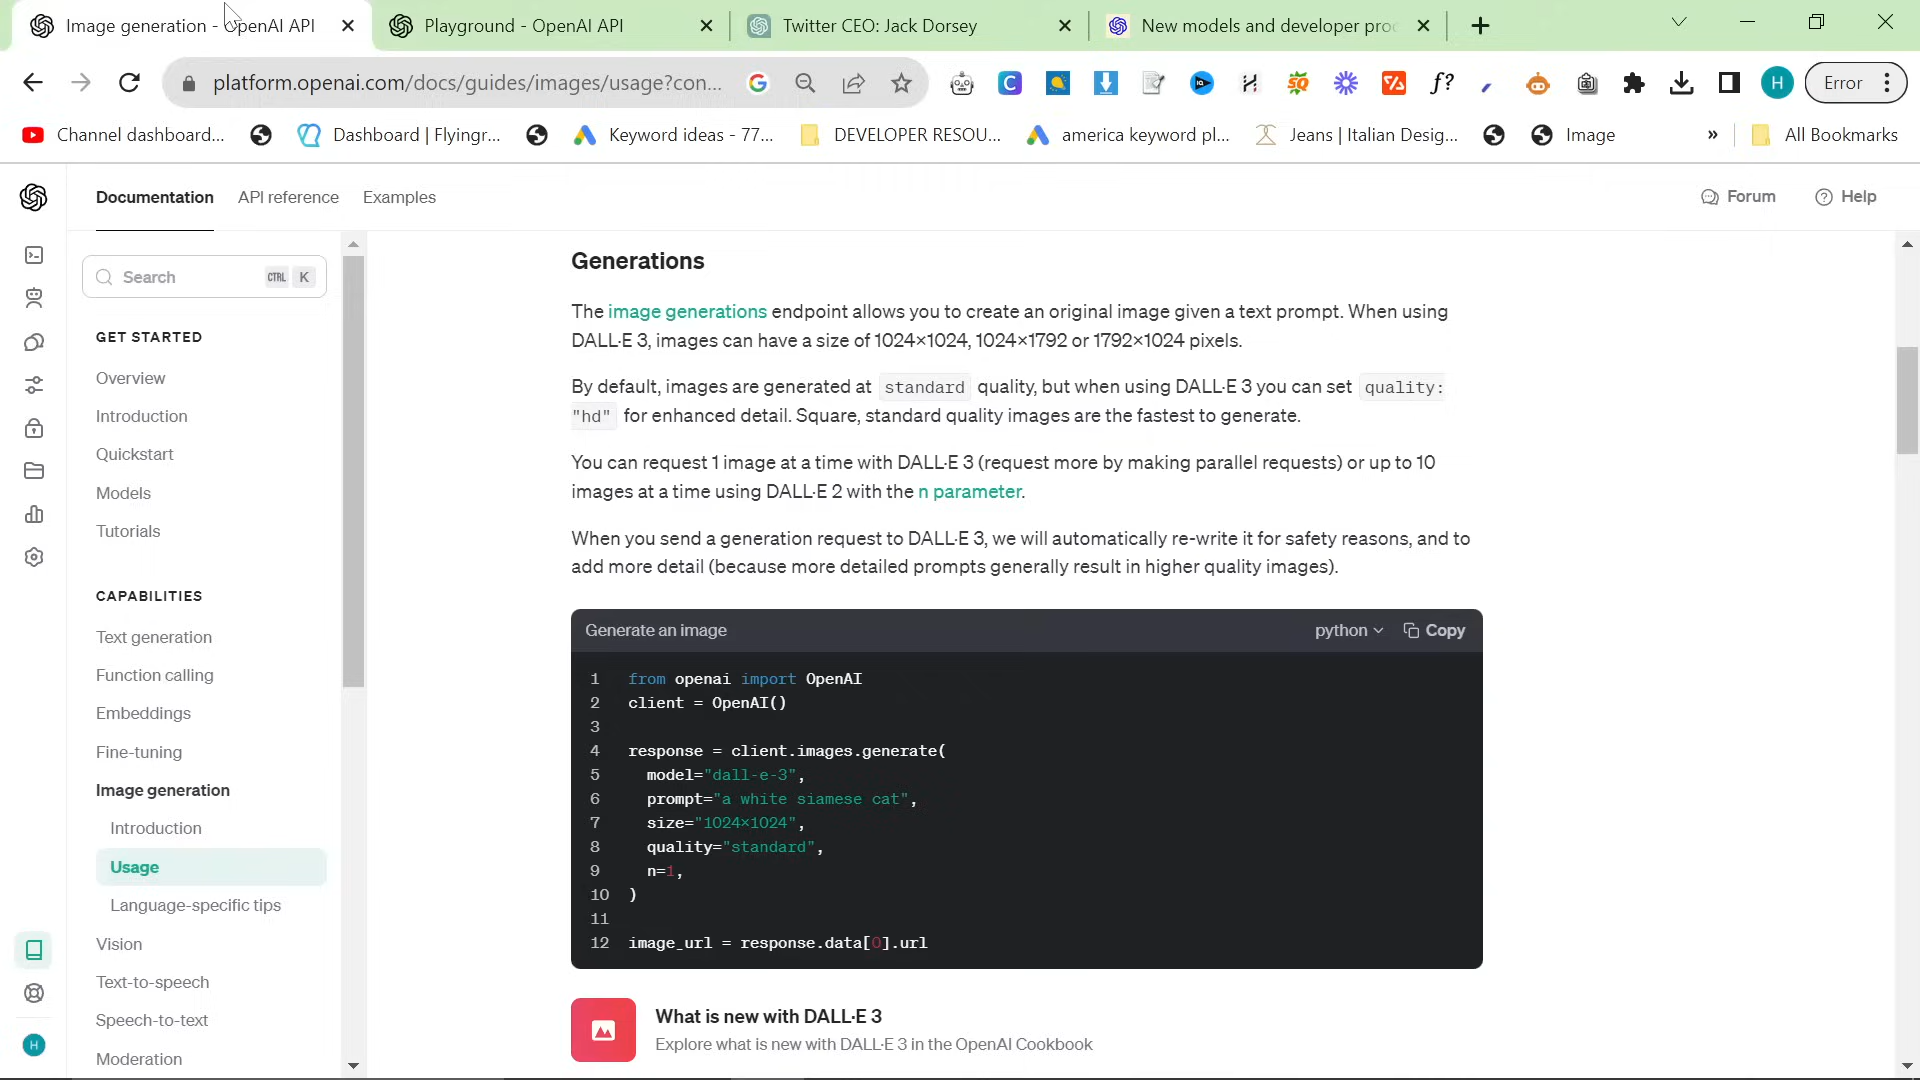 Image generation - OpenAI API
Playground - OpenAI API
Twitter CEO: Jack Dorsey
New models and developer pro
platform.openai.com/docs/guides/images/usage?con...
Error
Channel dashboard...
Dashboard | Flyingr...
Keyword ideas - 77...
DEVELOPER RESOU...
america keyword pl...
Jeans | Italian Desig...
Image
»
All Bookmarks
Documentation
API reference
Examples
Forum
Help
Search CTRL K
GET STARTED
Overview
Introduction
Quickstart
Models
Tutorials
CAPABILITIES
Text generation
Function calling
Embeddings
Fine-tuning
Image generation
Introduction
Usage
Language-specific tips
Vision
Text-to-speech
Speech-to-text
Moderation
H
Generations
The image generations endpoint allows you to create an original image given a text prompt. When using
DALL·E 3, images can have a size of 1024×1024, 1024×1792 or 1792×1024 pixels.
By default, images are generated at standard quality, but when using DALL·E 3 you can set quality:
"hd" for enhanced detail. Square, standard quality images are the fastest to generate.
You can request 1 image at a time with DALL·E 3 (request more by making parallel requests) or up to 10
images at a time using DALL·E 2 with the n parameter.
When you send a generation request to DALL·E 3, we will automatically re-write it for safety reasons, and to
add more detail (because more detailed prompts generally result in higher quality images).
Generate an image
python
Copy
1 from openai import OpenAI
2 client = OpenAI()
3
4 response = client.images.generate(
5 model="dall-e-3",
6 prompt="a white siamese cat",
7 size="1024×1024",
8 quality="standard",
9 n=1,
10 )
11
12 image_url = response.data[0].url
What is new with DALL·E 3
Explore what is new with DALL·E 3 in the OpenAI Cookbook